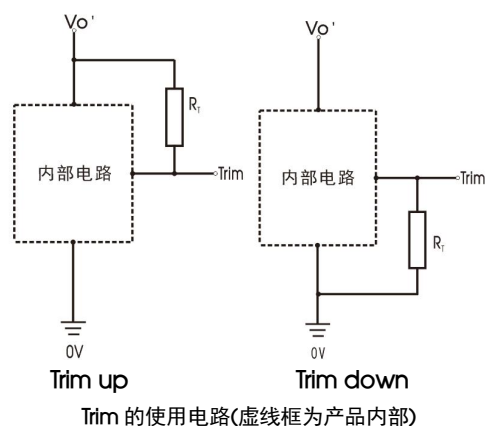 Vo '
Vo '
RT
内部电路
Trim
内部电路
Trim
RT
0V
0V
Trim up
Trim down
Trim 的使用电路(虚线框为产品内部)